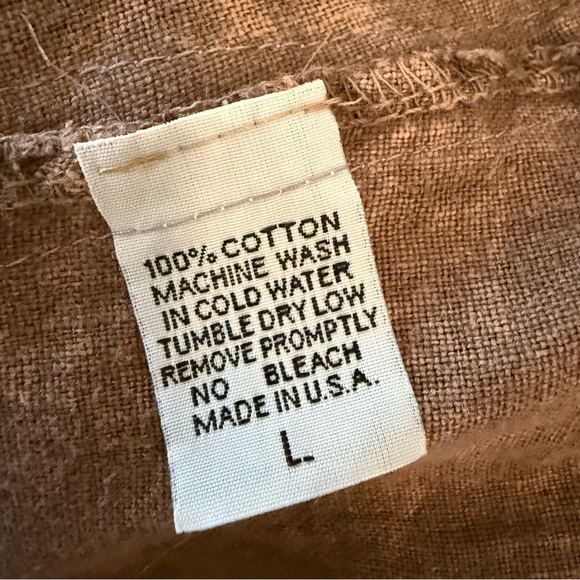 100% COTTON
MACHINE WASH
IN COLD WATER
TUMBLE DRY LOW
REMOVE PROMPTLY
NO BLEACH
MADE IN U.S.A.
L.